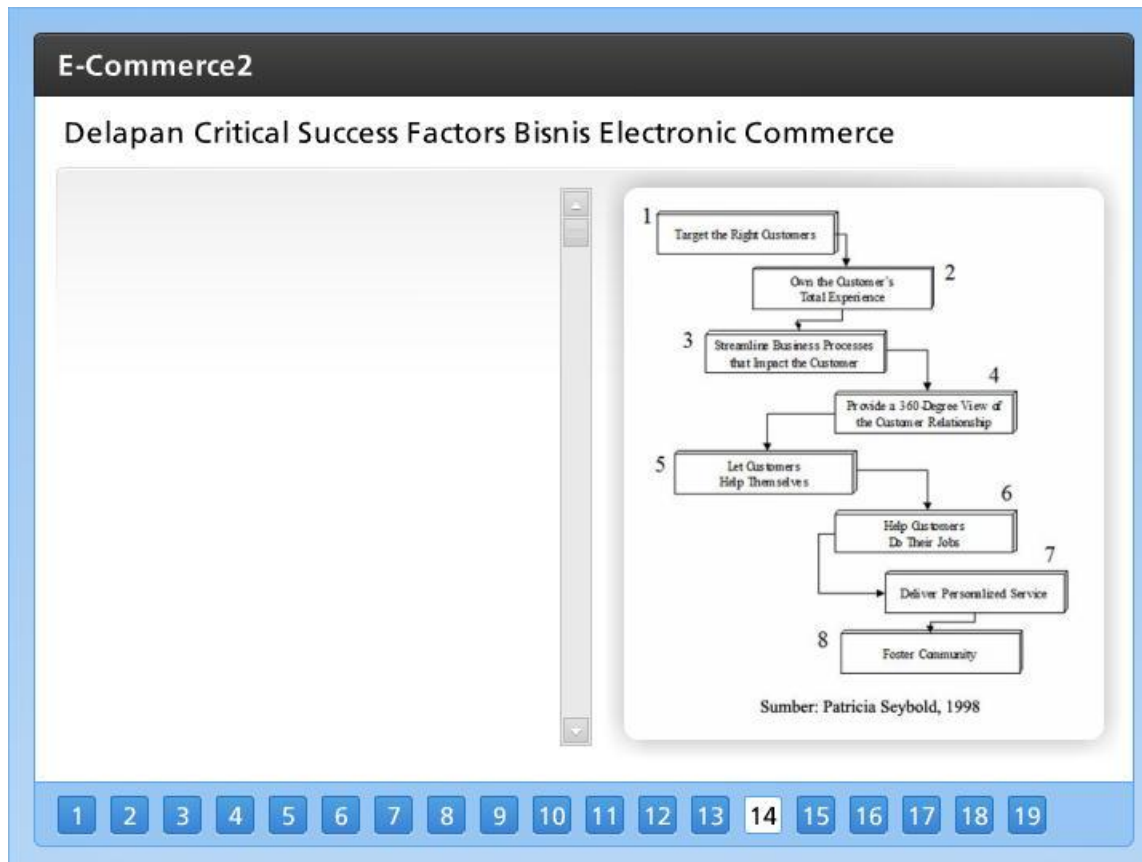 E-Commerce2
Delapan Critical Success Factors Bisnis Electronic Commerce
1
Target the Right Customers
2
Own the Customer's
Total Experience
3
Streamline Business Processes
that Impact the Customer
4
Provide a 360-Degree View of
the Customer Relationship
5
Let Customers
Help Themselves
6
Help Customers
Do Their Jobs
7
Deliver Personalized Service
8
Foster Community
Sumber: Patricia Seybold, 1998
1 2 3 4 5 6 7 8 9 10 11 12 13 14 15 16 17 18 19